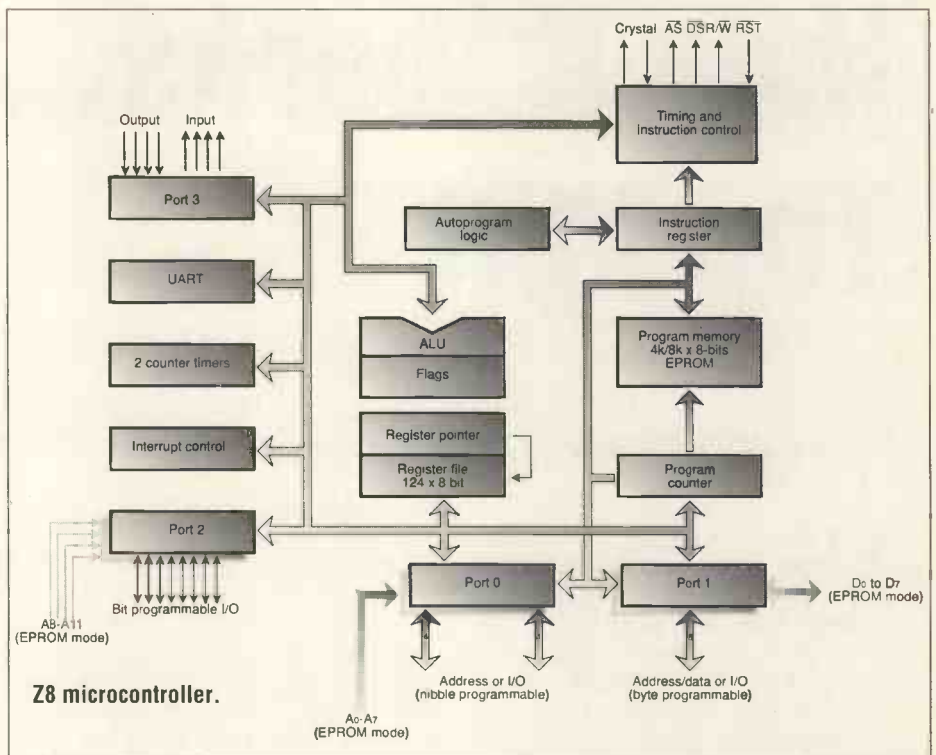 Crystal A̅S̅ D̅S̅R/W̅ R̅S̅T̅
Timing and
instruction control
Output Input
Port 3
Autoprogram
logic
Instruction
register
UART
ALU
Flags
Program memory
4k/8k x 8-bits
EPROM
2 counter timers
Register pointer
Register file
124 x 8 bit
Interrupt control
Program
counter
Port 2
Port 0
Port 1
D0 to D7
(EPROM mode)
Bit programmable I/O
A8-A11
(EPROM mode)
4
8
Address or I/O
(nibble programmable)
Address/data or I/O
(byte programmable)
Z8 microcontroller.
A0-A7
(EPROM mode)